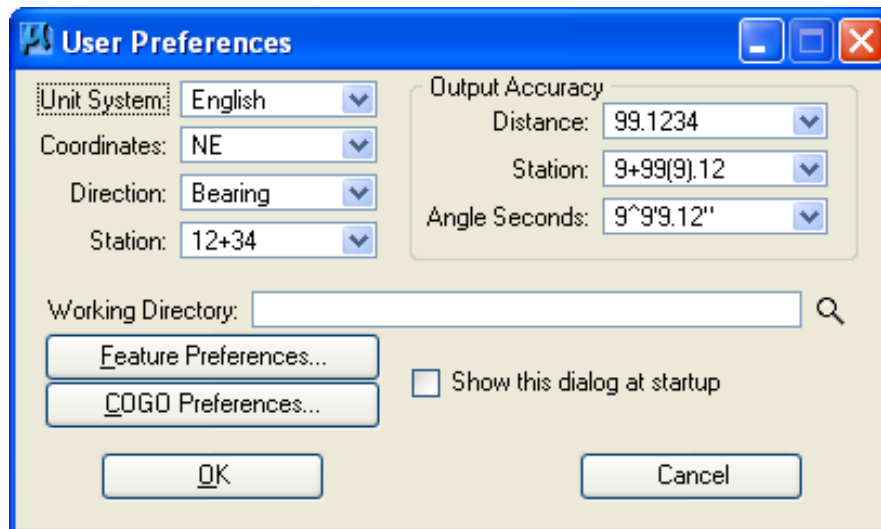 User Preferences
Unit System: English
Coordinates: NE
Direction: Bearing
Station: 12+34
Output Accuracy
Distance: 99.1234
Station: 9+99(9).12
Angle Seconds: 9^9'9.12"
Working Directory:
Feature Preferences...
COGO Preferences...
Show this dialog at startup
OK
Cancel